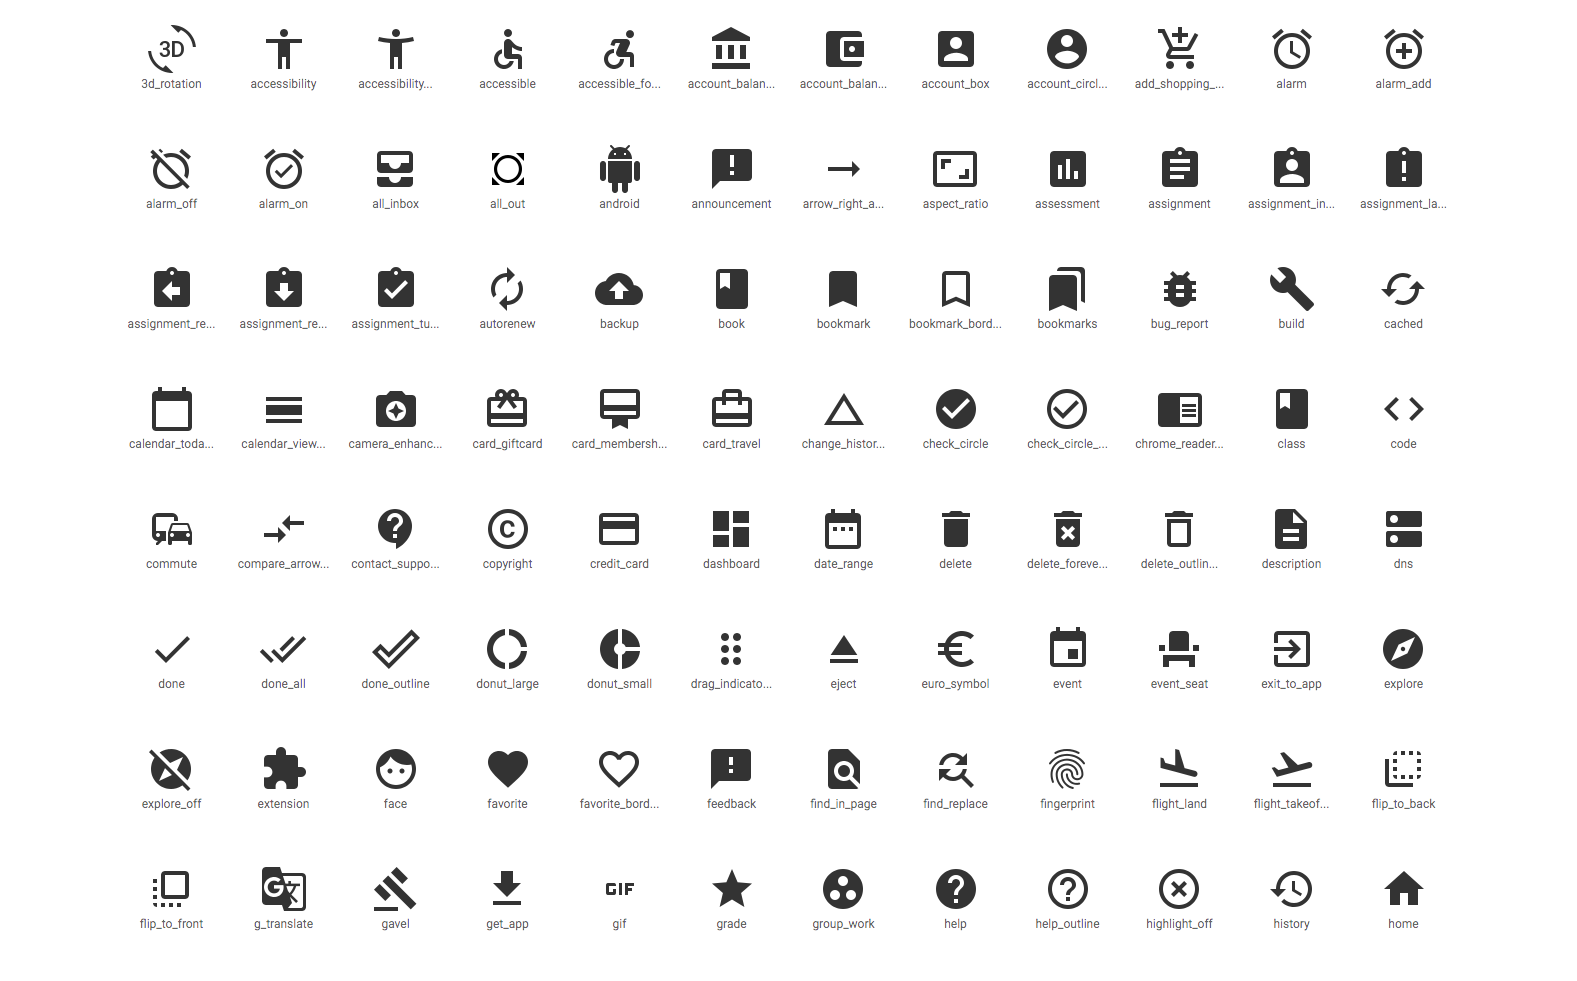 3D
3d_rotation accessibility accessibility... accessible accessible_fo... account_balan... account_balan... account_box account_circl... add_shopping_... alarm alarm_add
alarm_off alarm_on all_inbox all_out android announcement arrow_right_a... aspect_ratio assessment assignment assignment_in... assignment_la...
assignment_re... assignment_re... assignment_tu... autorenew backup book bookmark bookmark_bord... bookmarks bug_report build cached
calendar_toda... calendar_view... camera_enhanc... card_giftcard card_membersh... card_travel change_histor... check_circle check_circle_... chrome_reader... class code
C
commute compare_arrow... contact_suppo... copyright credit_card dashboard date_range delete delete_foreve... delete_outlin... description dns
done done_all done_outline donut_large donut_small drag_indicato... eject euro_symbol event event_seat exit_to_app explore
explore_off extension face favorite favorite_bord... feedback find_in_page find_replace fingerprint flight_land flight_takeof... flip_to_back
G 文 GIF
flip_to_front g_translate gavel get_app gif grade group_work help help_outline highlight_off history home